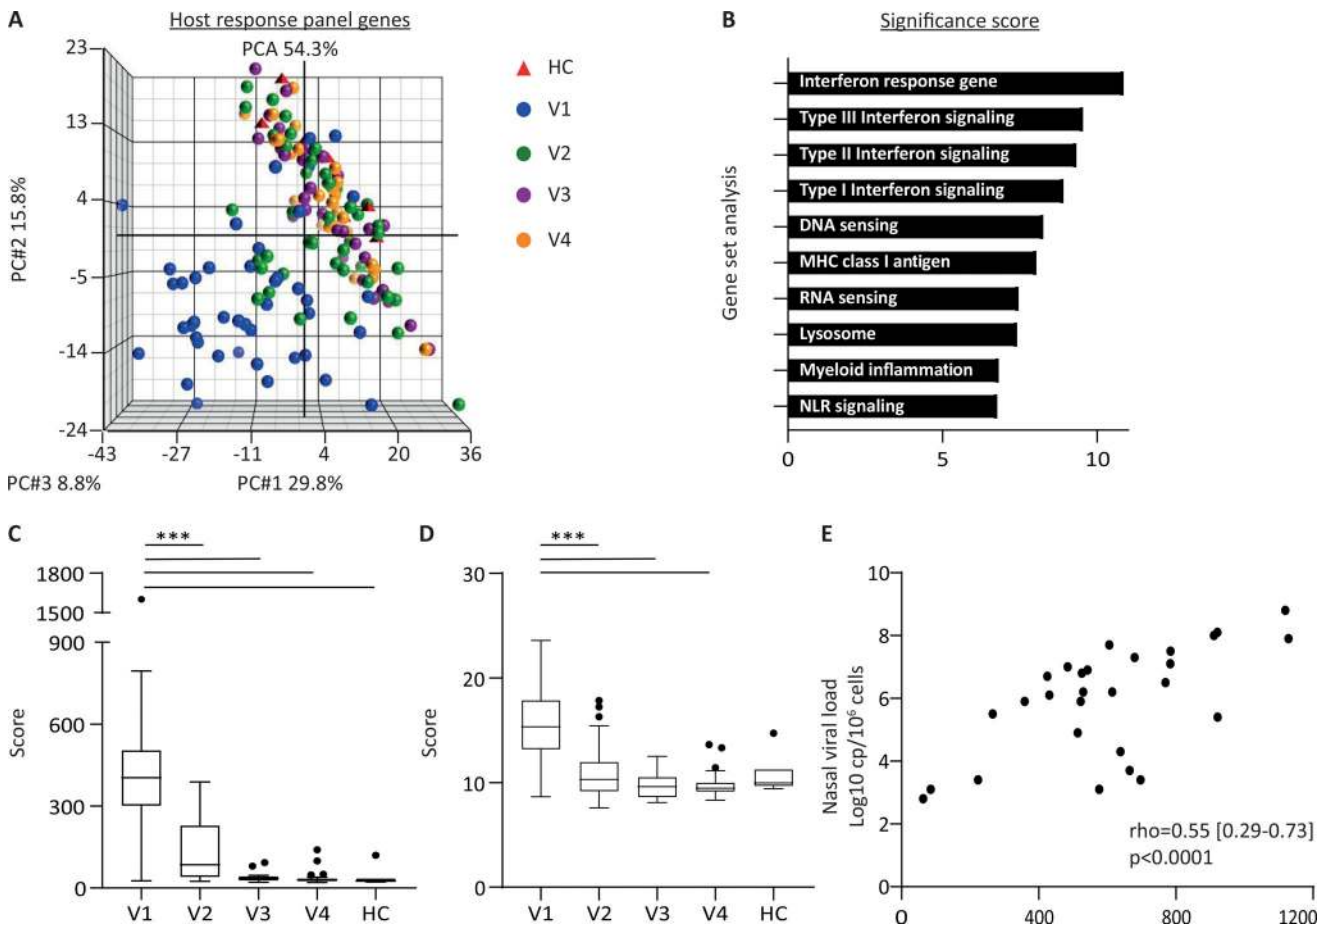 A
Host response panel genes
PCA 54.3%
23
13
4
-5
-14
-24
PC#2 15.8%
-43
-27
-11
4
20
36
PC#3 8.8%
PC#1 29.8%
HC
V1
V2
V3
V4
B
Significance score
Gene set analysis
Interferon response gene
Type III Interferon signaling
Type II Interferon signaling
Type I Interferon signaling
DNA sensing
MHC class I antigen
RNA sensing
Lysosome
Myeloid inflammation
NLR signaling
0
5
10
C
***
1800
1500
900
600
300
0
Score
V1
V2
V3
V4
HC
D
***
30
20
10
0
Score
V1
V2
V3
V4
HC
E
10
8
6
4
2
0
Nasal viral load
Log10 cp/10⁶ cells
rho=0.55 [0.29-0.73]
p<0.0001
0
400
800
1200